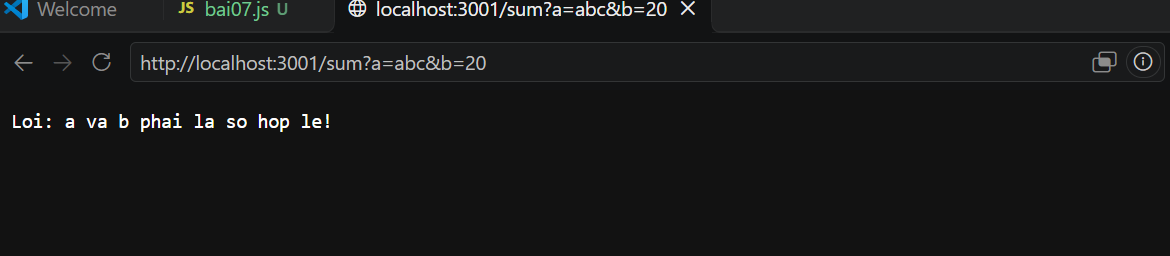 Welcome JS bai07.js U localhost:3001/sum?a=abc&b=20
http://localhost:3001/sum?a=abc&b=20
Loi: a va b phai la so hop le!